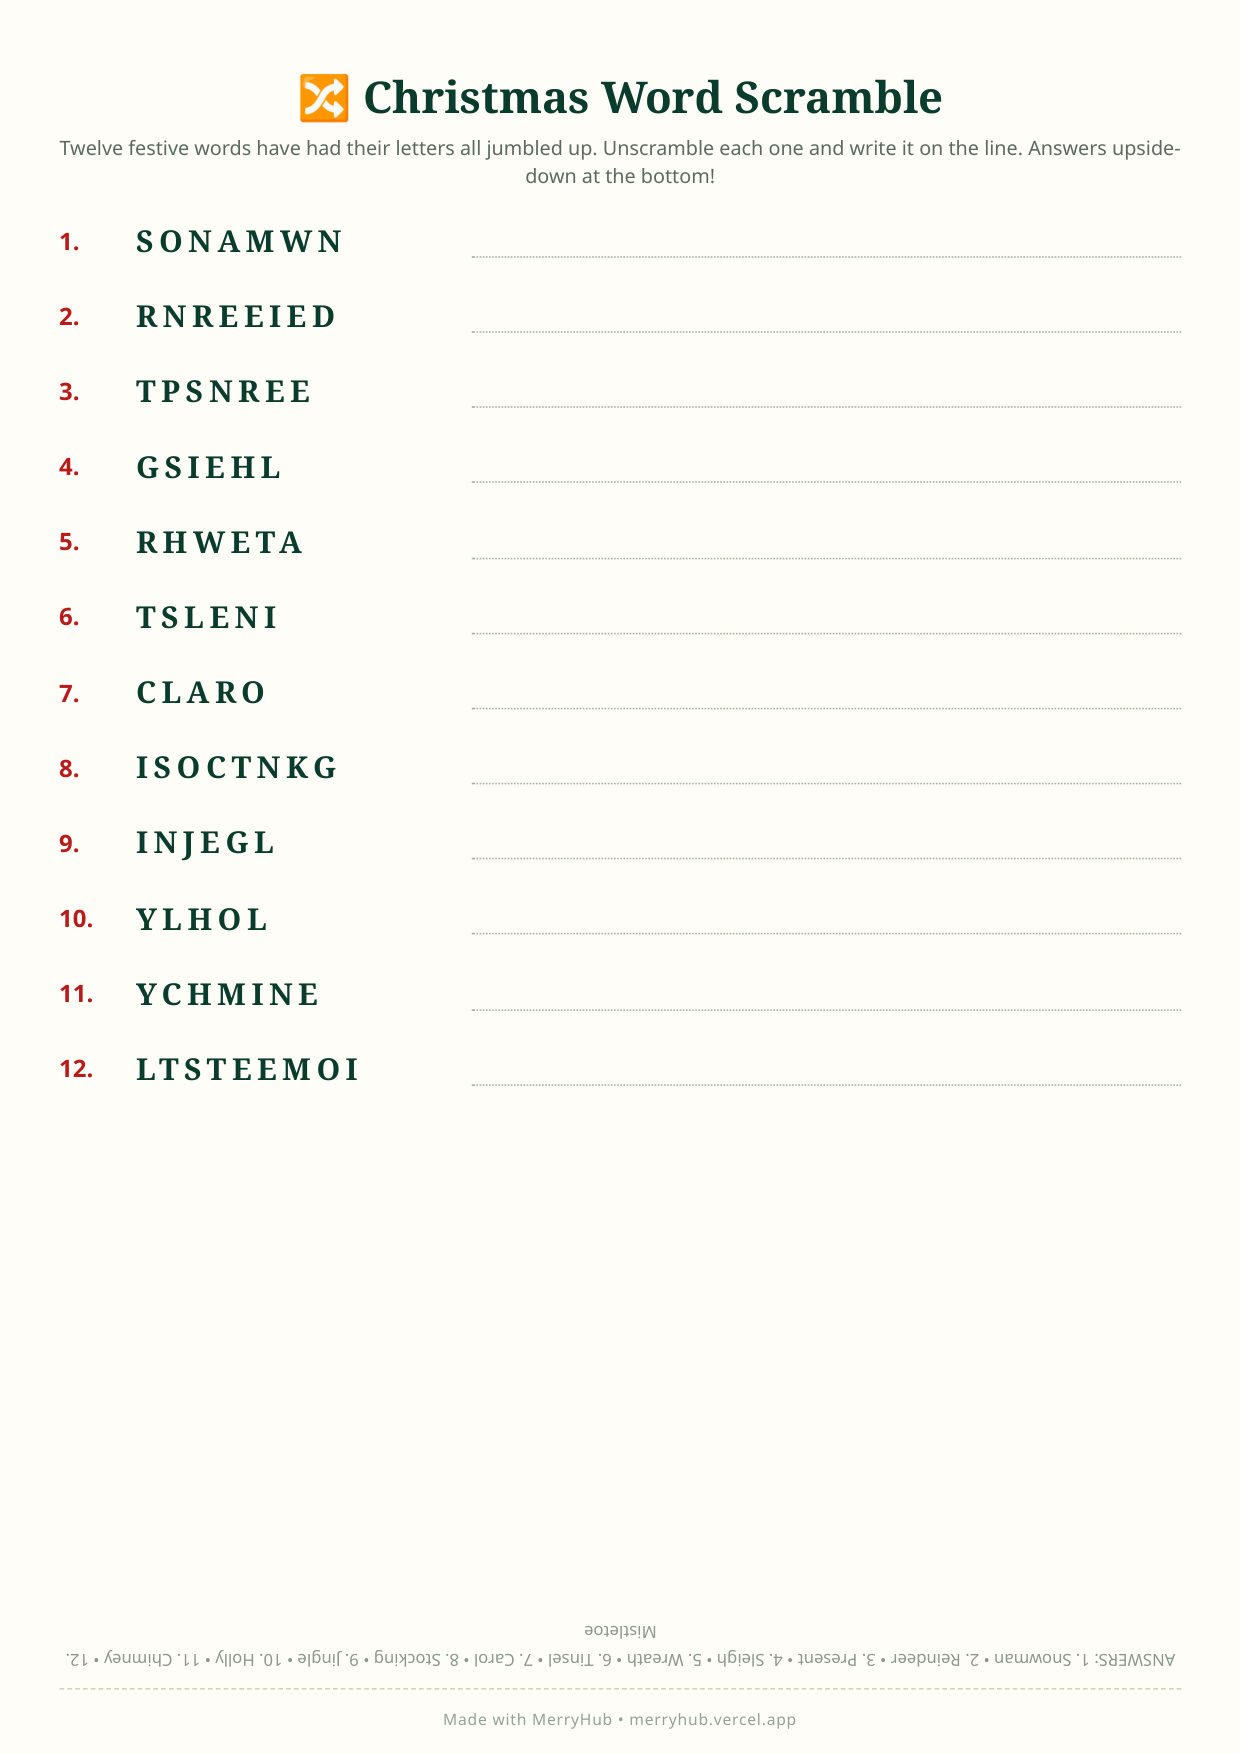 🔀 Christmas Word Scramble
Twelve festive words have had their letters all jumbled up. Unscramble each one and write it on the line. Answers upside-
down at the bottom!
1. SONAMWN
2. RNREEIED
3. TPSNREE
4. GSIEHL
5. RHWETA
6. TSLENI
7. CLARO
8. ISOCTNKG
9. INJEGL
10. YLHOL
11. YCHMINE
12. LTSTEEMOI
ANSWERS: 1. Snowman • 2. Reindeer • 3. Present • 4. Sleigh • 5. Wreath • 6. Tinsel • 7. Carol • 8. Stocking • 9. Jingle • 10. Holly • 11. Chimney • 12.
Mistletoe
Made with MerryHub • merryhub.vercel.app